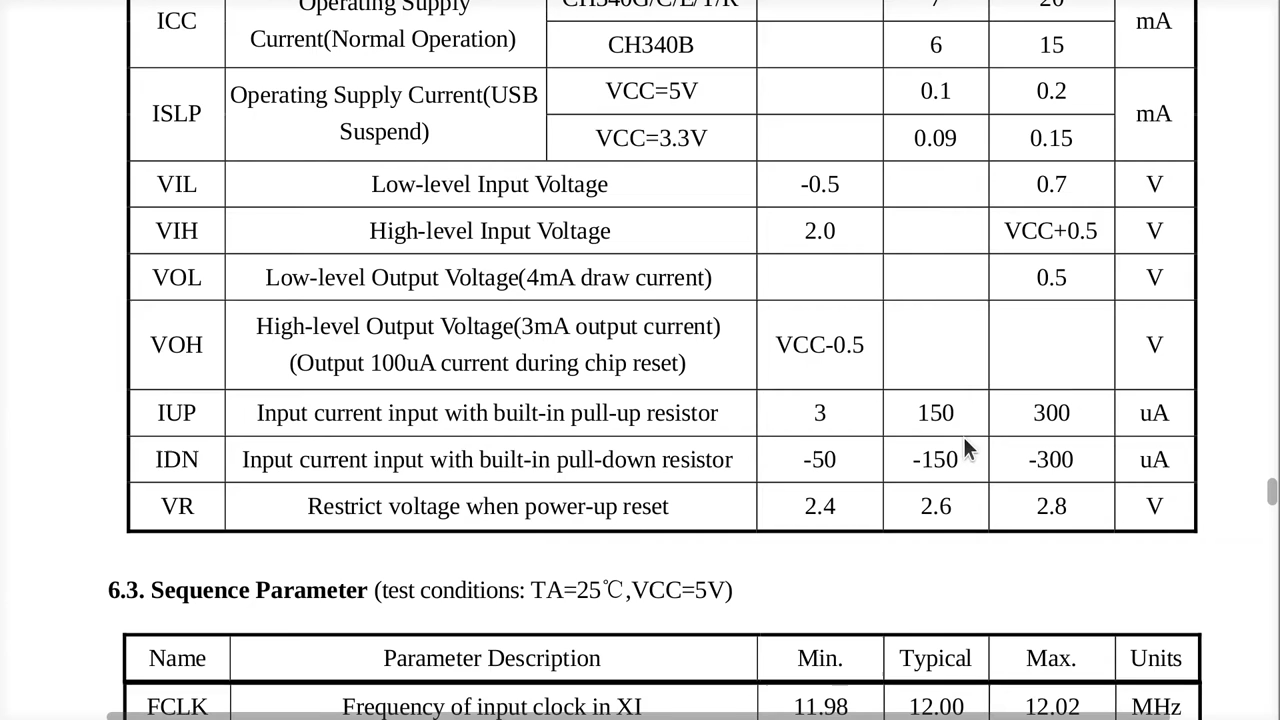 ICC Operating Supply Current(Normal Operation) CH340G/C/E/T/R 7 20 mA
CH340B 6 15
ISLP Operating Supply Current(USB Suspend) VCC=5V 0.1 0.2 mA
VCC=3.3V 0.09 0.15
VIL Low-level Input Voltage -0.5 0.7 V
VIH High-level Input Voltage 2.0 VCC+0.5 V
VOL Low-level Output Voltage(4mA draw current) 0.5 V
VOH High-level Output Voltage(3mA output current) VCC-0.5 V
(Output 100uA current during chip reset)
IUP Input current input with built-in pull-up resistor 3 150 300 uA
IDN Input current input with built-in pull-down resistor -50 -150 -300 uA
VR Restrict voltage when power-up reset 2.4 2.6 2.8 V
6.3. Sequence Parameter (test conditions: TA=25℃,VCC=5V)
Name Parameter Description Min. Typical Max. Units
FCLK Frequency of input clock in XI 11.98 12.00 12.02 MHz